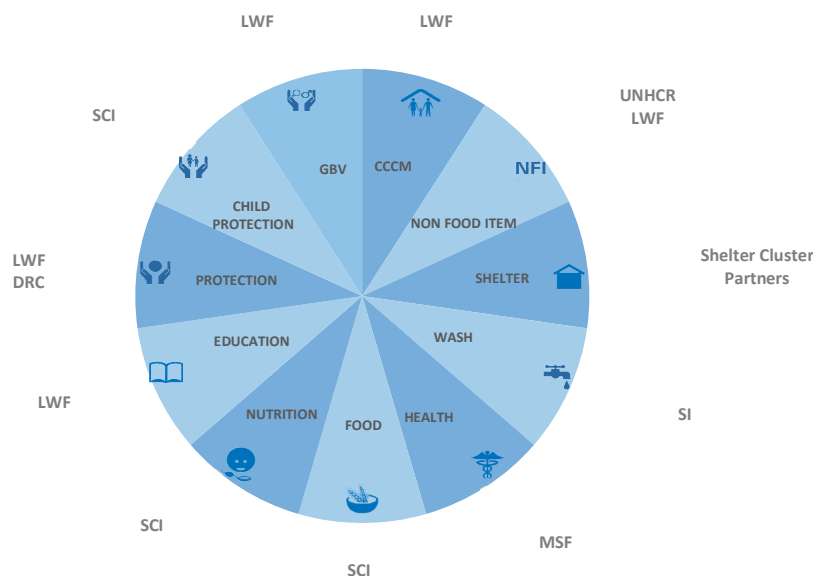 LWF
LWF
SCI
UNHCR
LWF
GBV
CCCM
NFI
CHILD
PROTECTION
NON FOOD ITEM
LWF
DRC
PROTECTION
SHELTER
Shelter Cluster
Partners
EDUCATION
WASH
LWF
NUTRITION
FOOD
HEALTH
SI
SCI
MSF
SCI